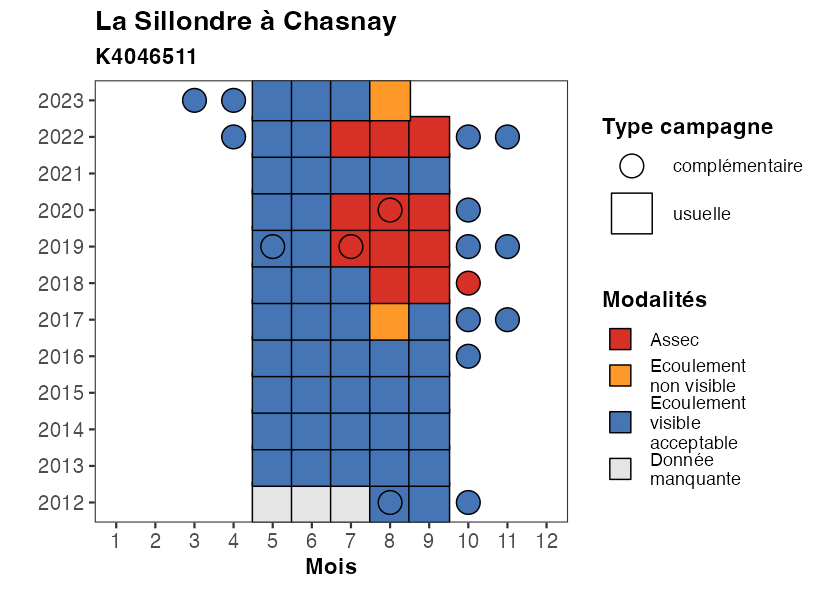 La Sillondre à Chasnay
K4046511
2023
2022
2021
2020
2019
2018
2017
2016
2015
2014
2013
2012
1 2 3 4 5 6 7 8 9 10 11 12
Mois
Type campagne
complémentaire
usuelle
Modalités
Assec
Ecoulement
non visible
Ecoulement
visible
acceptable
Donnée
manquante